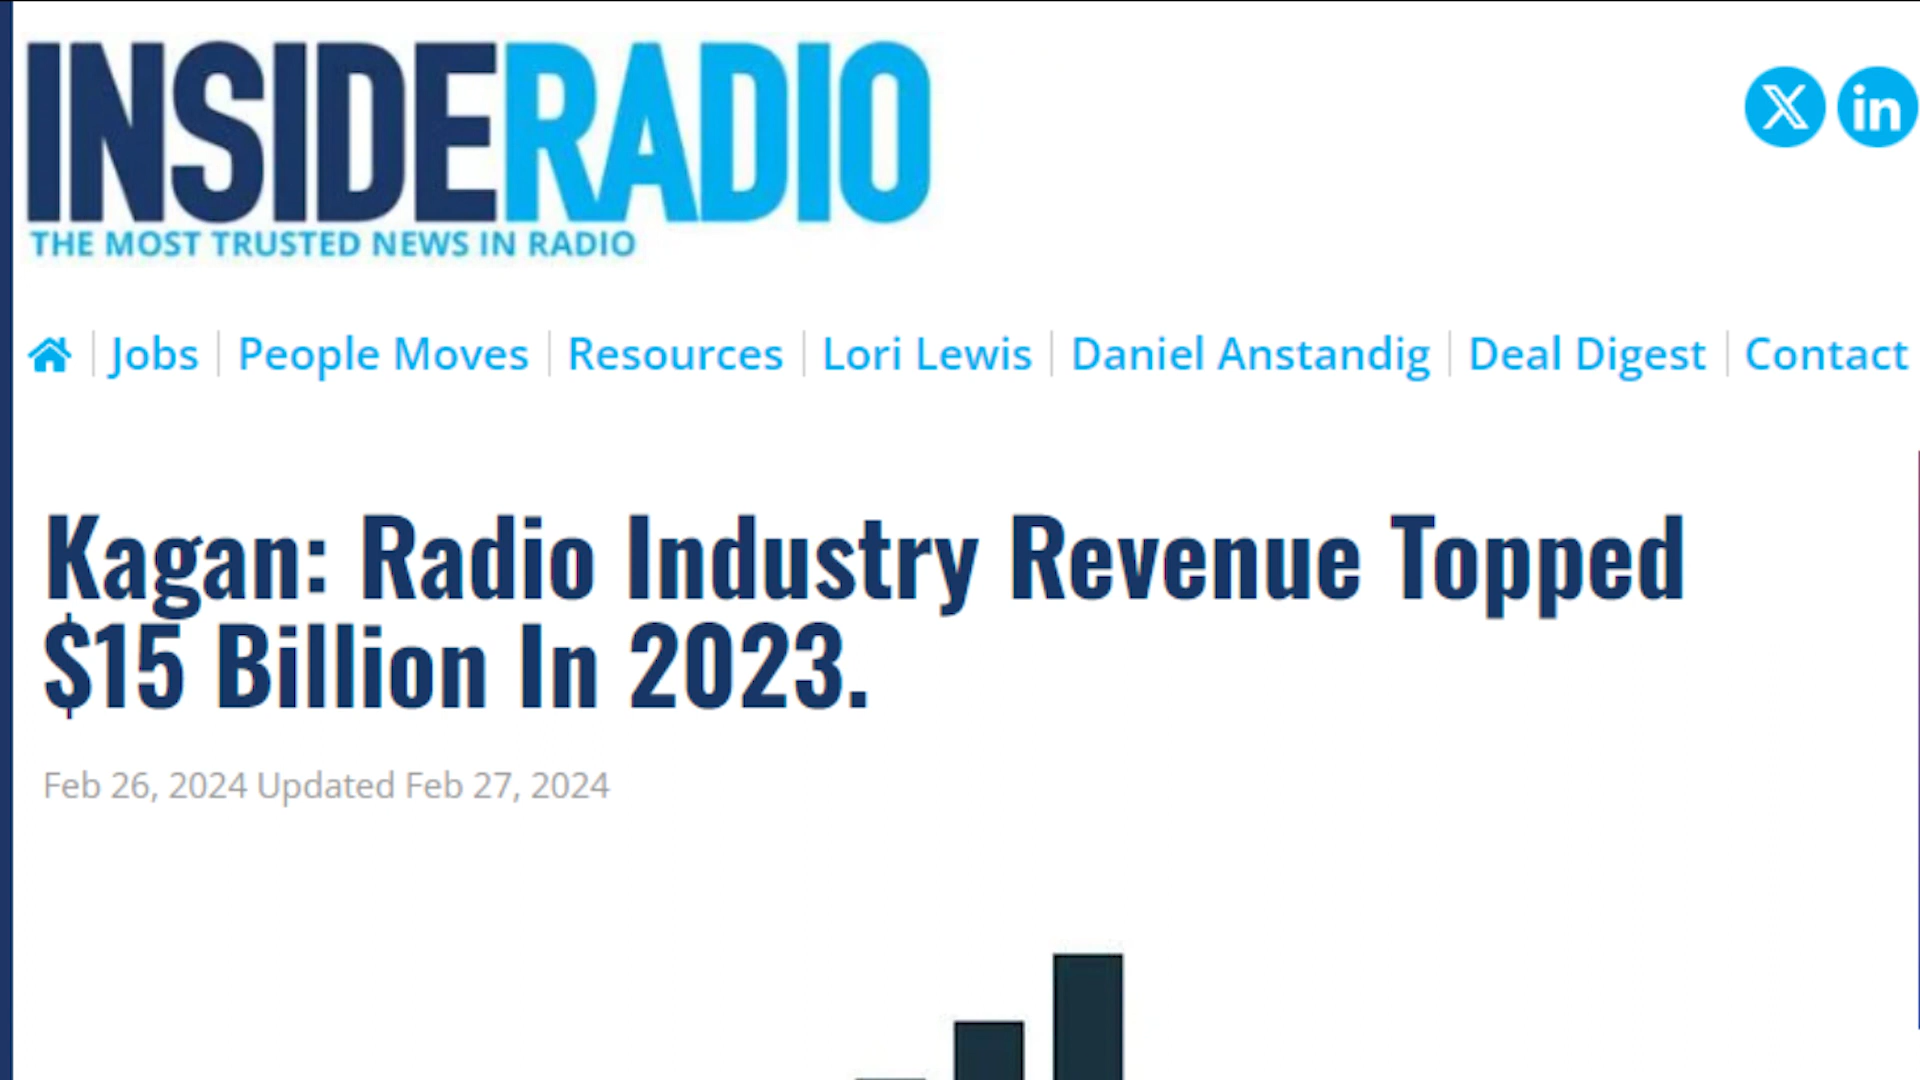 INSIDERADIO
THE MOST TRUSTED NEWS IN RADIO
Jobs People Moves Resources Lori Lewis Daniel Anstandig Deal Digest Contact
Kagan: Radio Industry Revenue Topped
$15 Billion In 2023.
Feb 26, 2024 Updated Feb 27, 2024